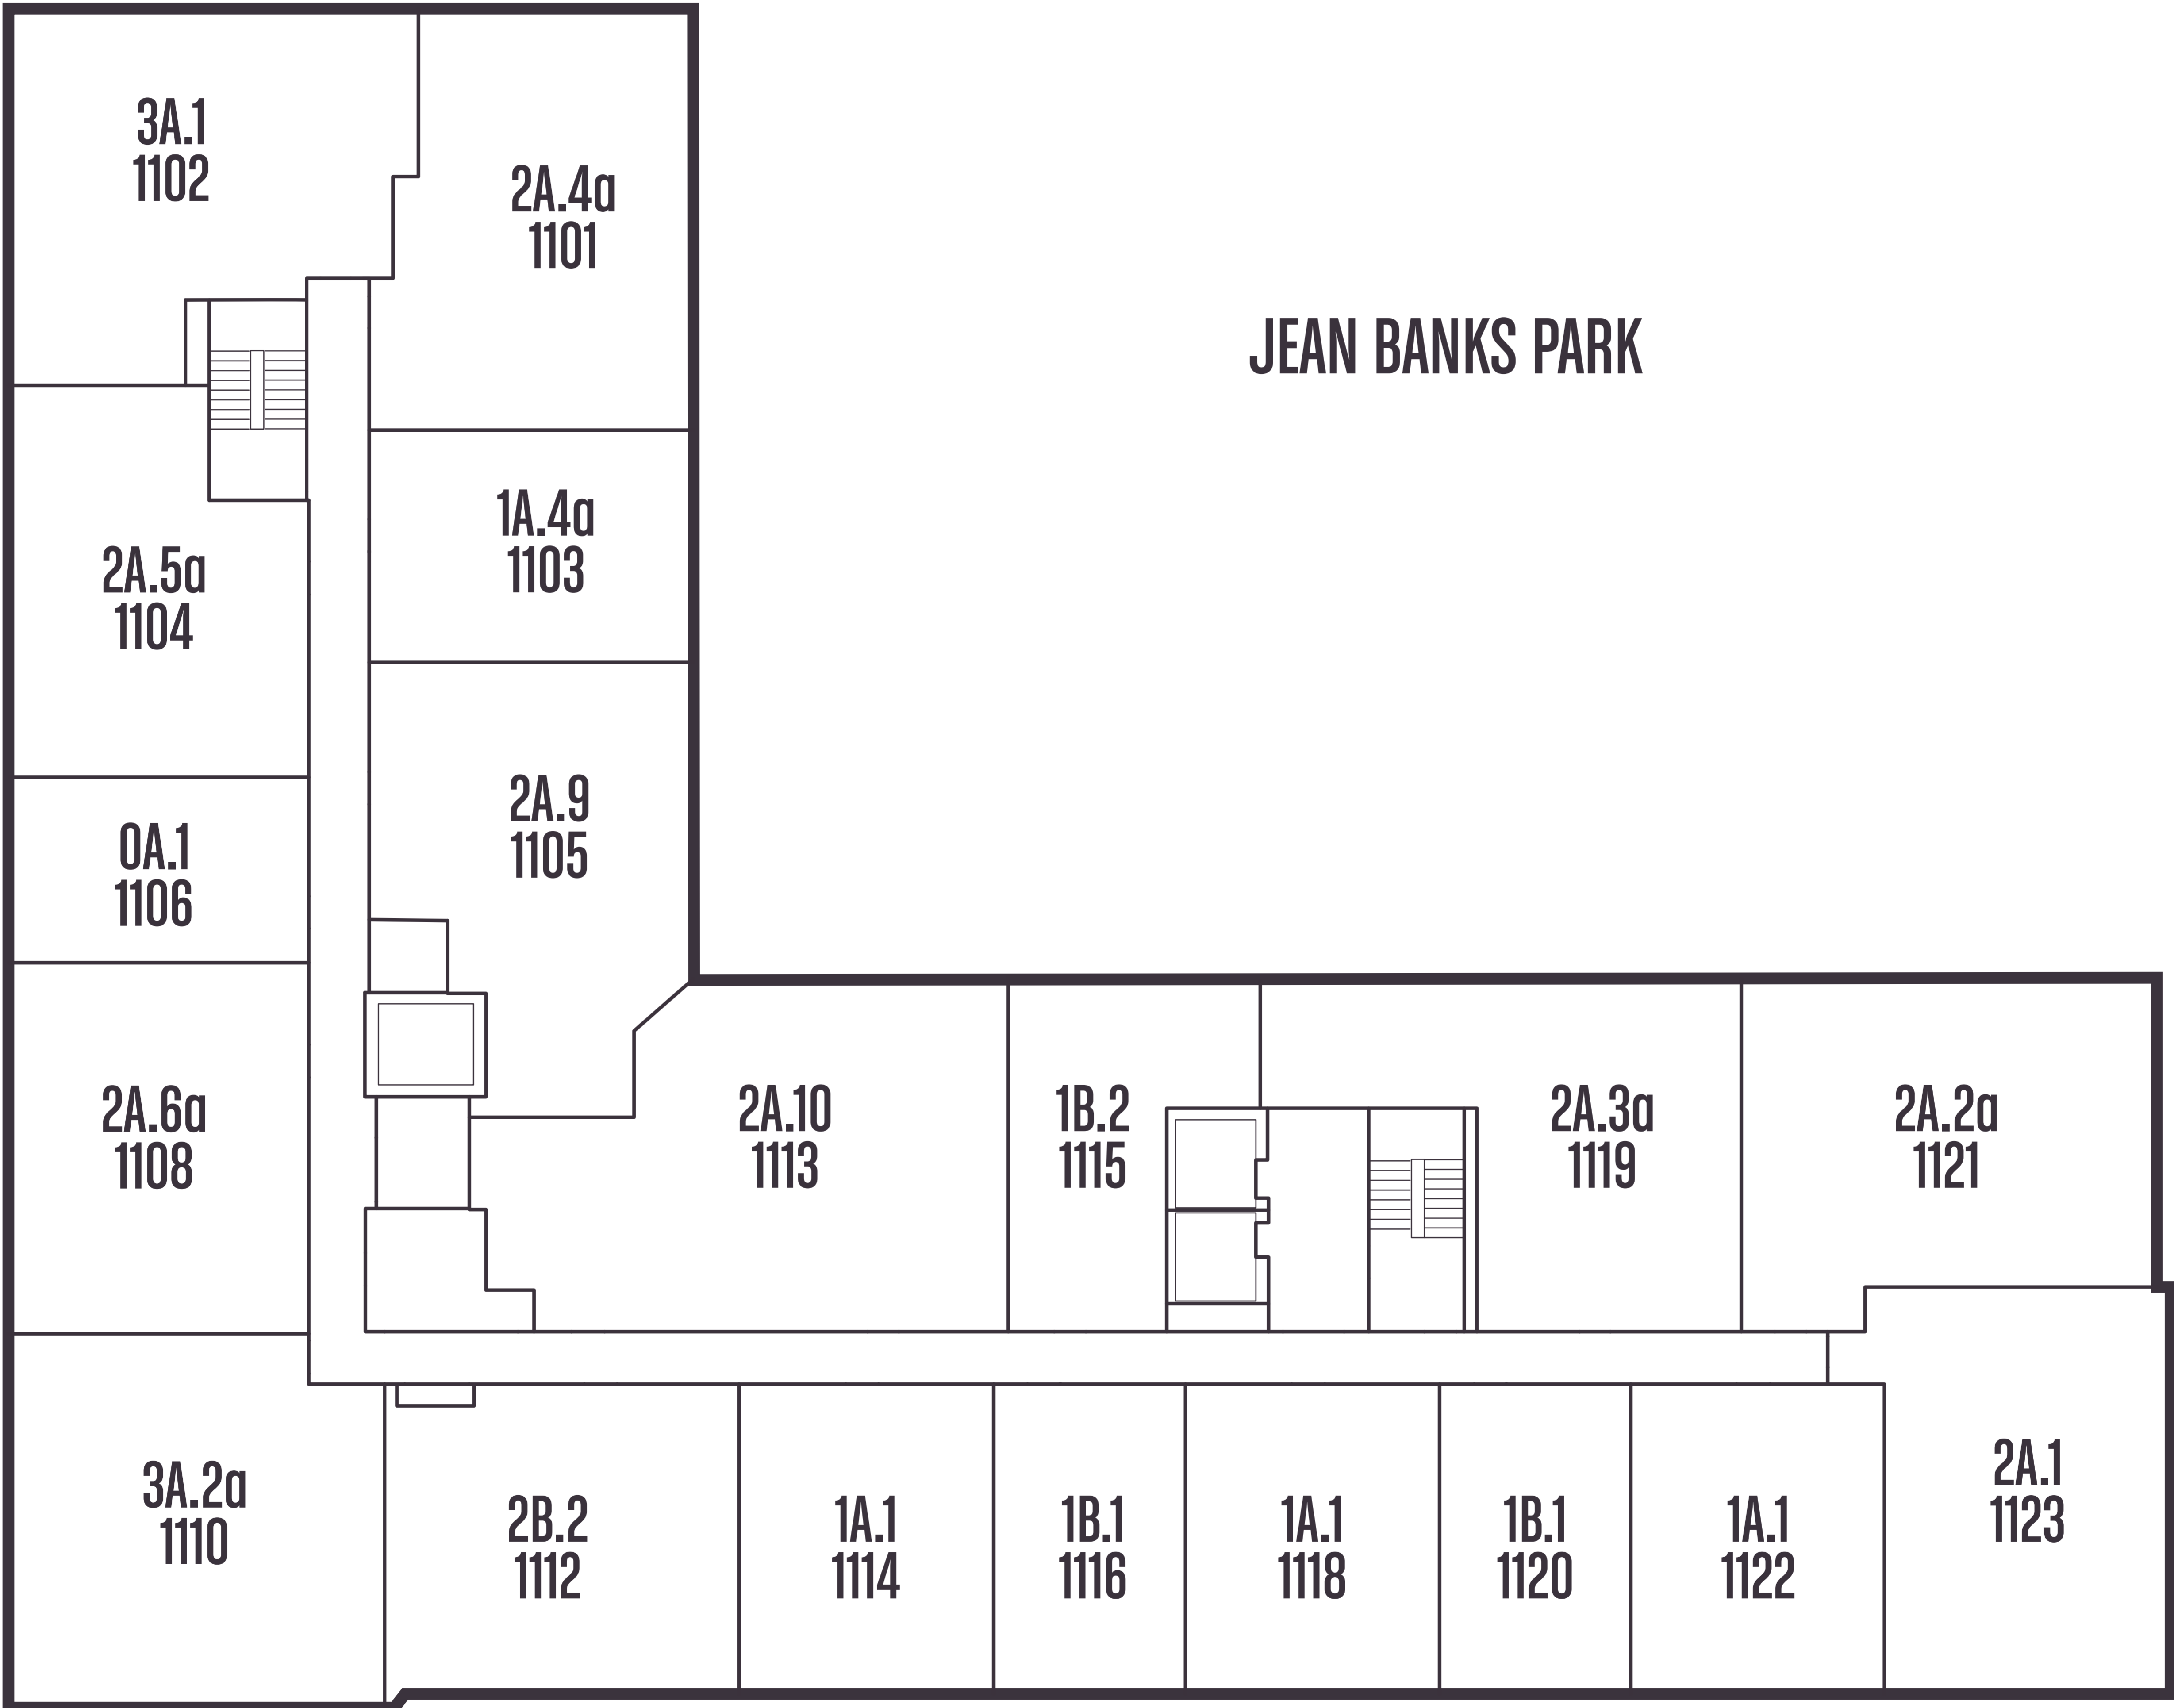 3A.1
1102
2A.4a
1101
JEAN BANKS PARK
1A.4a
1103
2A.5a
1104
2A.9
1105
0A.1
1106
2A.6a
1108
2A.10
1113
1B.2
1115
2A.3a
1119
2A.2a
1121
3A.2a
1110
2B.2
1112
1A.1
1114
1B.1
1116
1A.1
1118
1B.1
1120
1A.1
1122
2A.1
1123